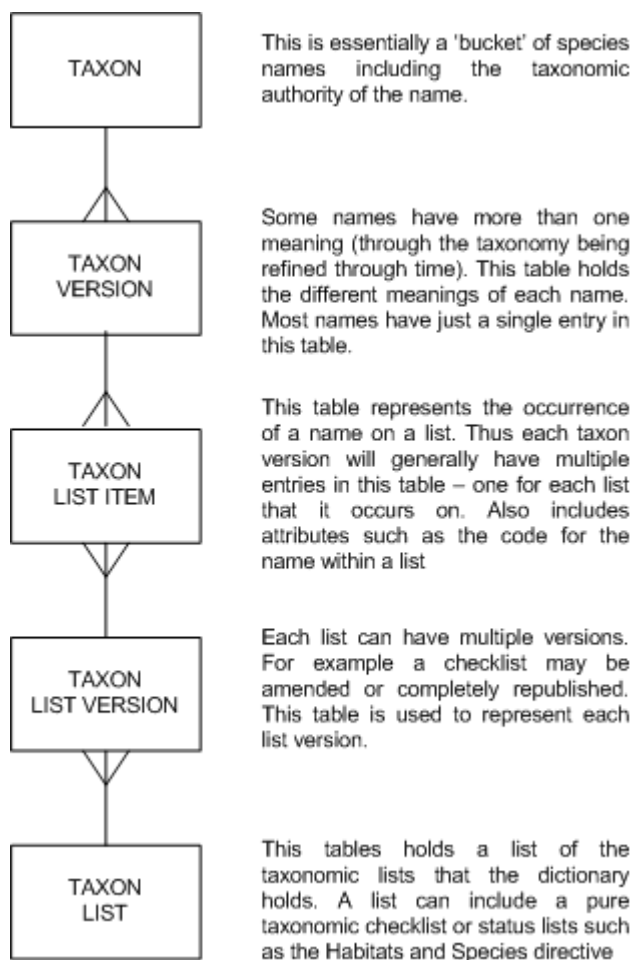 TAXON
This is essentially a ‘bucket’ of species
names including the taxonomic
authority of the name.
TAXON
VERSION
Some names have more than one
meaning (through the taxonomy being
refined through time). This table holds
the different meanings of each name.
Most names have just a single entry in
this table.
TAXON
LIST ITEM
This table represents the occurrence
of a name on a list. Thus each taxon
version will generally have multiple
entries in this table – one for each list
that it occurs on. Also includes
attributes such as the code for the
name within a list
TAXON
LIST VERSION
Each list can have multiple versions.
For example a checklist may be
amended or completely republished.
This table is used to represent each
list version.
TAXON
LIST
This tables holds a list of the
taxonomic lists that the dictionary
holds. A list can include a pure
taxonomic checklist or status lists such
as the Habitats and Species directive